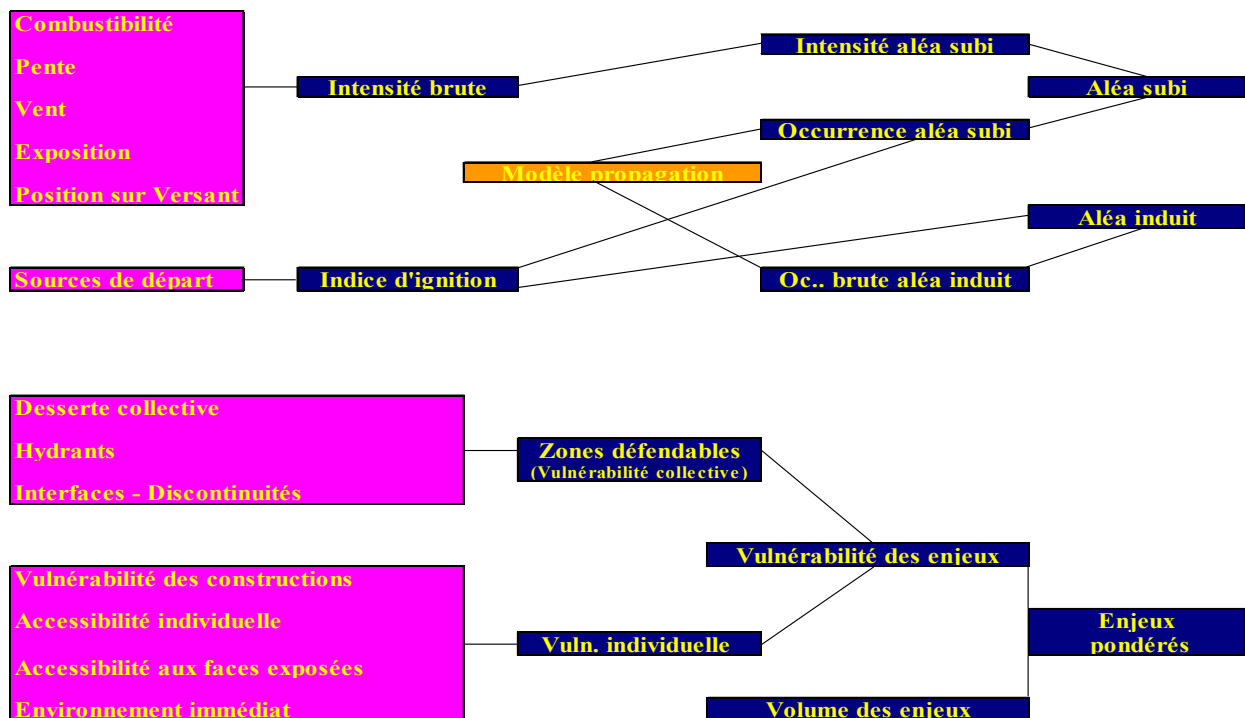 Combustibilité
Pente
Vent
Exposition
Position sur Versant
Intensité brute
Intensité aléa subi
Aléa subi
Occurrence aléa subi
Modèle propagation
Aléa induit
Sources de départ
Indice d'ignition
Oc.. brute aléa induit
Desserte collective
Hydrants
Interfaces - Discontinuités
Zones défendables
(Vulnérabilité collective)
Vulnérabilité des enjeux
Vulnérabilité des constructions
Accessibilité individuelle
Accessibilité aux faces exposées
Environnement immédiat
Vuln. individuelle
Enjeux
pondérés
Volume des enjeux